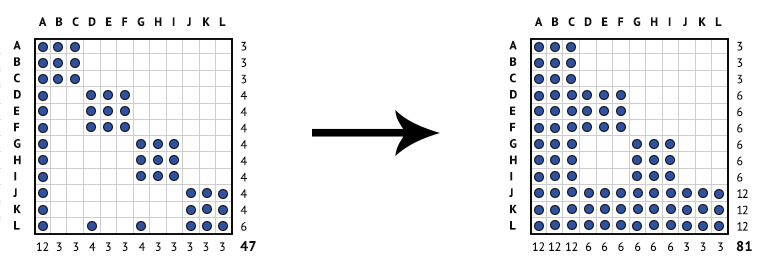 A B C D E F G H I J K L A B C D E F G H I J K L
A 3 A 3
B 3 B 3
C 3 C 3
D 4 D 6
E 4 E 6
F 4 F 6
G 4 G 6
H 4 H 6
I 4 I 6
J 4 J 12
K 4 K 12
L 6 L 12
12 3 3 4 3 3 4 3 3 3 3 3 47 12 12 12 6 6 6 6 6 6 3 3 3 81